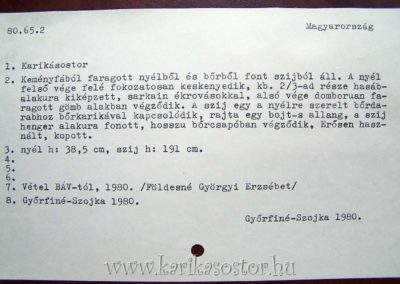 80.65.2 Magyarország
1. Karikásostor
2. Keményfából faragott nyélből és bőrből font szijból áll. A nyél
felső vége felé fokozatosan keskenyedik, kb. 2/3-ad része hasáb-
alakura kiképzett, sarkain ékrovásokkal, alsó vége domboruan fa-
ragott gömb alakban végződik. A szij egy a nyélre szerelt bőrda-
rabhoz bőrkarikával kapcsolódik, rajta egy bojt-s allang, a szij
henger alakura fonott, hosszu bőrcsapóban végződik, Erősen hasz-
nált, kopott.
3. nyél h: 38,5 cm, szij h: 191 cm.
4.
5.
6.
7. Vétel BÁV-tól, 1980. /Földesné Györgyi Erzsébet/
8. Győrfiné-Szojka 1980.
Győrfiné-Szojka 1980.
www.karikasostor.hu